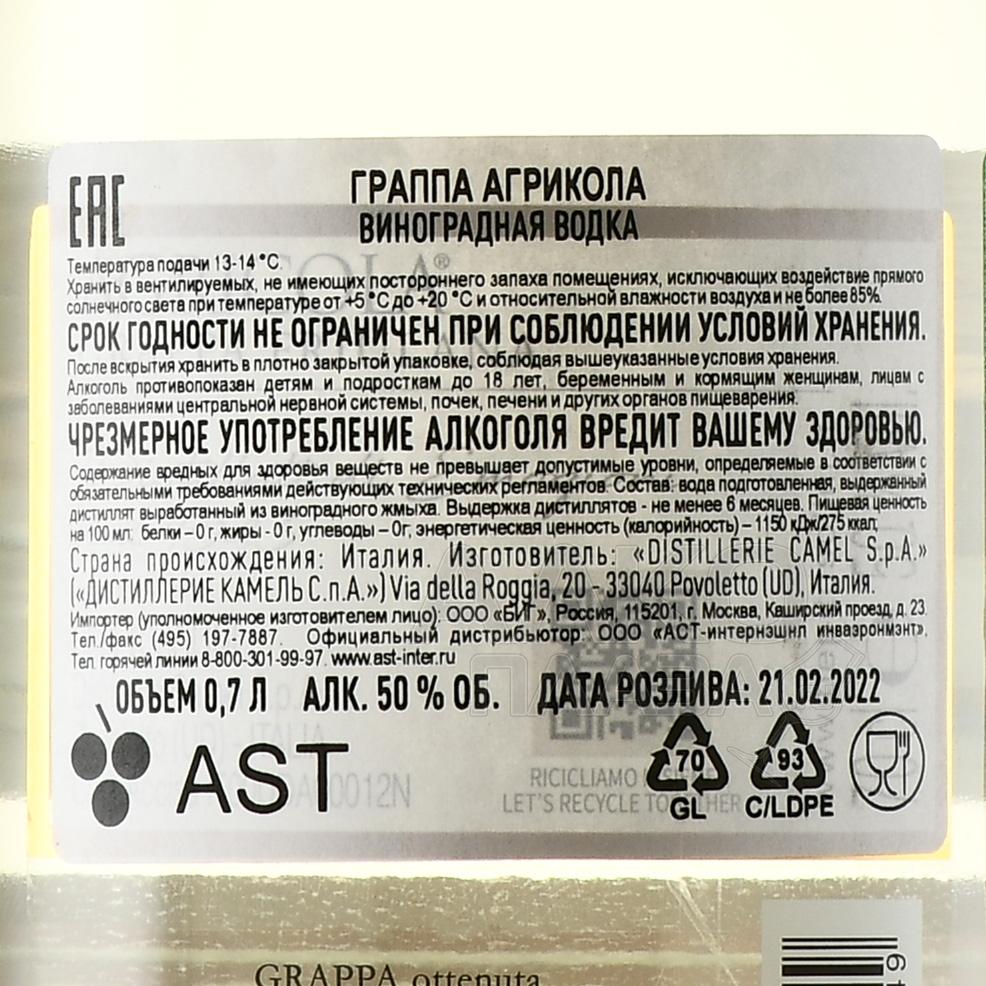 EAC
ГРАППА АГРИКОЛА
ВИНОГРАДНАЯ ВОДКА
Температура подачи 13-14 °C.
Хранить в вентилируемых, не имеющих постороннего запаха помещениях, исключающих воздействие прямого
солнечного света при температуре от +5 °C до +20 °C и относительной влажности воздуха и не более 85%.
СРОК ГОДНОСТИ НЕ ОГРАНИЧЕН ПРИ СОБЛЮДЕНИИ УСЛОВИЙ ХРАНЕНИЯ.
После вскрытия хранить в плотно закрытой упаковке, соблюдая вышеуказанные условия хранения.
Алкоголь противопоказан детям и подросткам до 18 лет, беременным и кормящим женщинам, лицам с
заболеваниями центральной нервной системы, почек, печени и других органов пищеварения.
ЧРЕЗМЕРНОЕ УПОТРЕБЛЕНИЕ АЛКОГОЛЯ ВРЕДИТ ВАШЕМУ ЗДОРОВЬЮ.
Содержание вредных для здоровья веществ не превышает допустимые уровни, определяемые в соответствии с
обязательными требованиями действующих технических регламентов. Состав: вода подготовленная, выдержанный
дистиллят выработанный из виноградного жмыха. Выдержка дистиллятов - не менее 6 месяцев. Пищевая ценность
на 100 мл: белки – 0 г, жиры - 0 г, углеводы – 0г, энергетическая ценность (калорийность) – 1150 кДж/275 ккал;
Страна происхождения: Италия. Изготовитель: «DISTILLERIE CAMEL S.p.A.»
(«ДИСТИЛЛЕРИЕ КАМЕЛЬ С.п.А.») Via della Roggia, 20 - 33040 Povoletto (UD), Италия.
Импортер (уполномоченное изготовителем лицо): ООО «БИГ», Россия, 115201, г. Москва, Каширский проезд, д. 23.
Тел./факс (495) 197-7887. Официальный дистрибьютор: ООО «АСТ-интернэшнл инваэронмэнт»,
Тел. горячей линии 8-800-301-99-97. www.ast-inter.ru
ОБЪЕМ 0,7 Л АЛК. 50 % ОБ. ДАТА РОЗЛИВА: 21.02.2022
AST
70
GL
93
C/LDPE
RICICLIAMO
LET'S RECYCLE TOGETHER
GRAPPA ottenuta